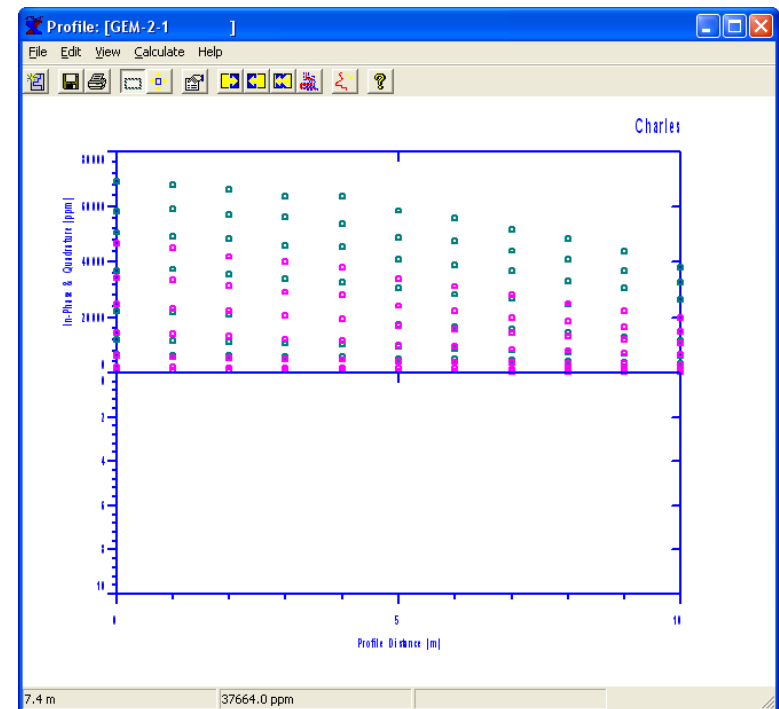 Profile: [GEM-2-1 ]
File Edit View Calculate Help
Charles
80000
60000
40000
20000
0
In-Phase & Quadrature [ppm]
0
2
4
6
8
10
0 5 10
Profile Distance [m]
7.4 m 37664.0 ppm